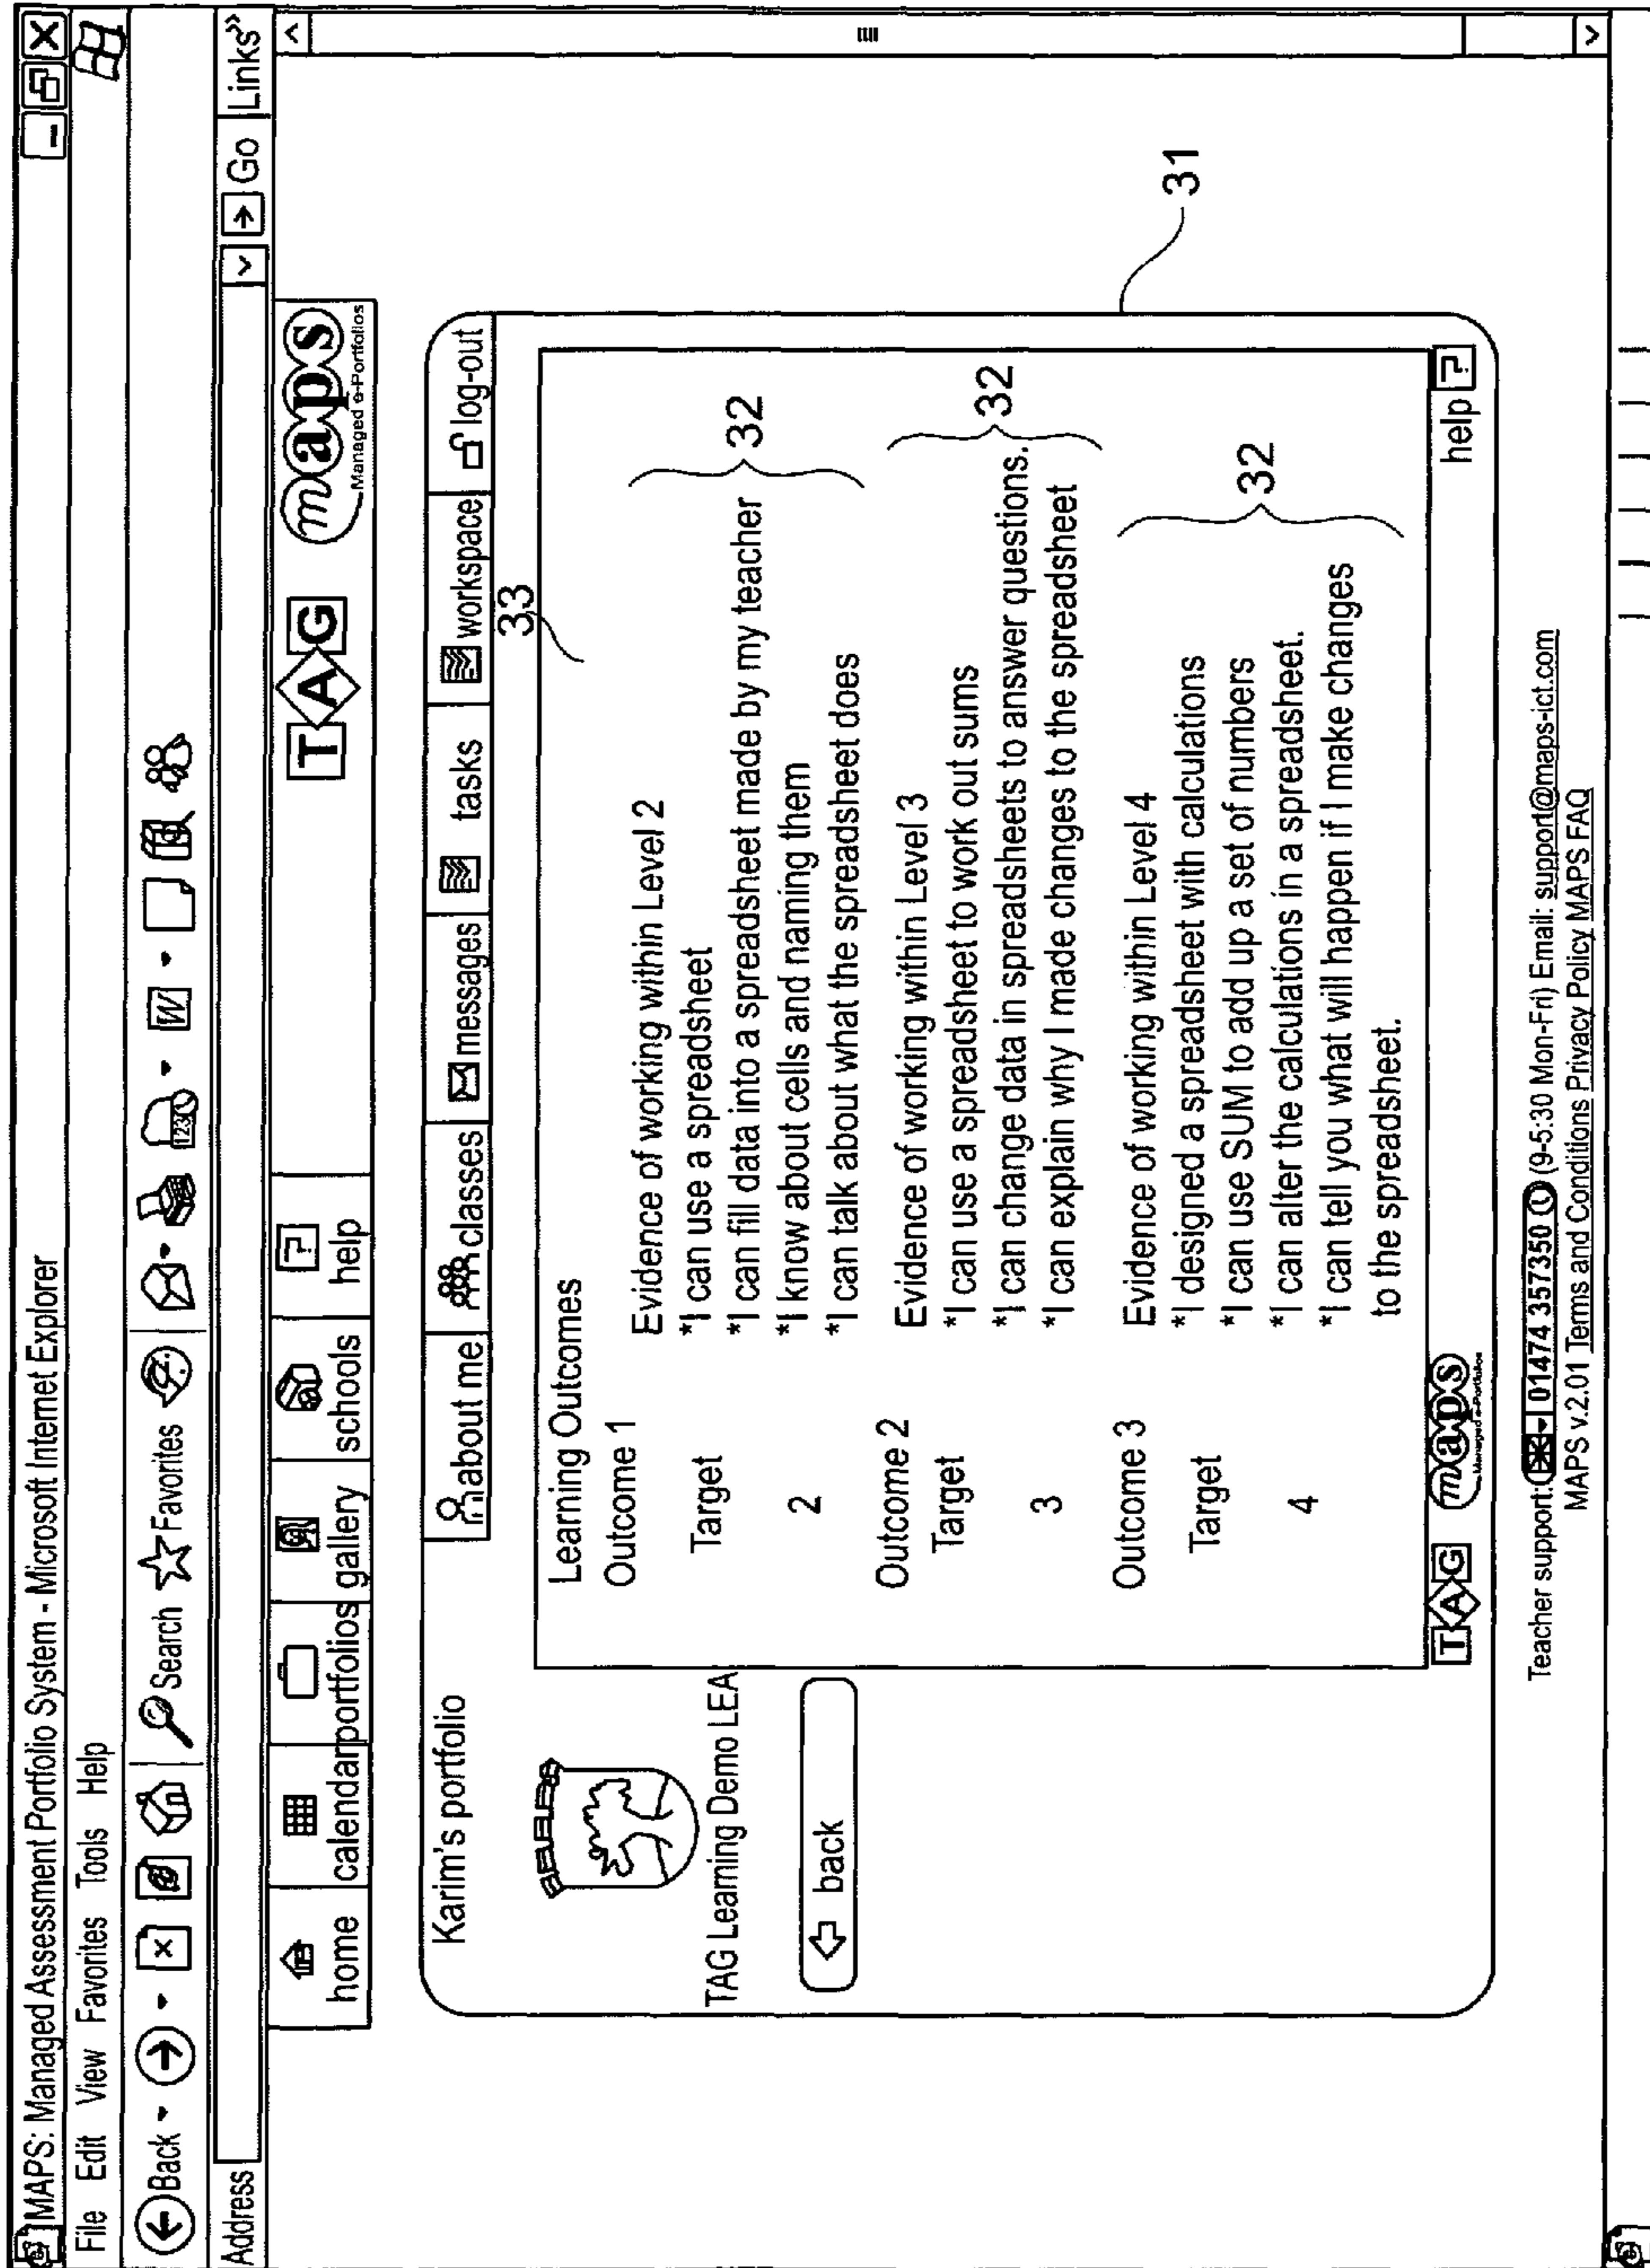 MAPS: Managed Assessment Portfolio System - Microsoft Internet Explorer
File Edit View Favorites Tools Help
Back Search Favorites
Address Go Links»
home calendar portfolios gallery schools help
TAG maps
Managed e-Portfolios
Karim's portfolio
about me classes messages tasks workspace log-out
33
TAG Learning Demo LEA
back
Learning Outcomes
Outcome 1
Target
2
Evidence of working within Level 2
*I can use a spreadsheet
*I can fill data into a spreadsheet made by my teacher
*I know about cells and naming them
*I can talk about what the spreadsheet does
32
Outcome 2
Target
3
Evidence of working within Level 3
*I can use a spreadsheet to work out sums
*I can change data in spreadsheets to answer questions.
*I can explain why I made changes to the spreadsheet
32
Outcome 3
Target
4
Evidence of working within Level 4
*I designed a spreadsheet with calculations
*I can use SUM to add up a set of numbers
*I can alter the calculations in a spreadsheet.
*I can tell you what will happen if I make changes
to the spreadsheet.
32
31
TAG maps help
Managed e-Portfolios
Teacher support: 01474 357350 (9-5:30 Mon-Fri) Email: support@maps-ict.com
MAPS v.2.01 Terms and Conditions Privacy Policy MAPS FAQ